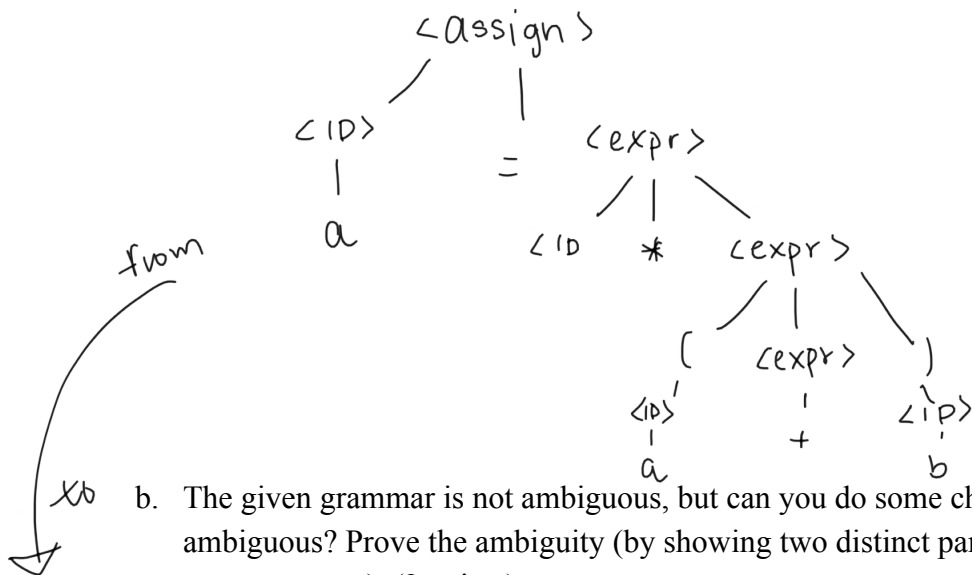 <assign>
<ID> = <expr>
a <ID * <expr>
from
( <expr> )
<ID> + <ID>
a b
to b. The given grammar is not ambiguous, but can you do some ch
ambiguous? Prove the ambiguity (by showing two distinct par